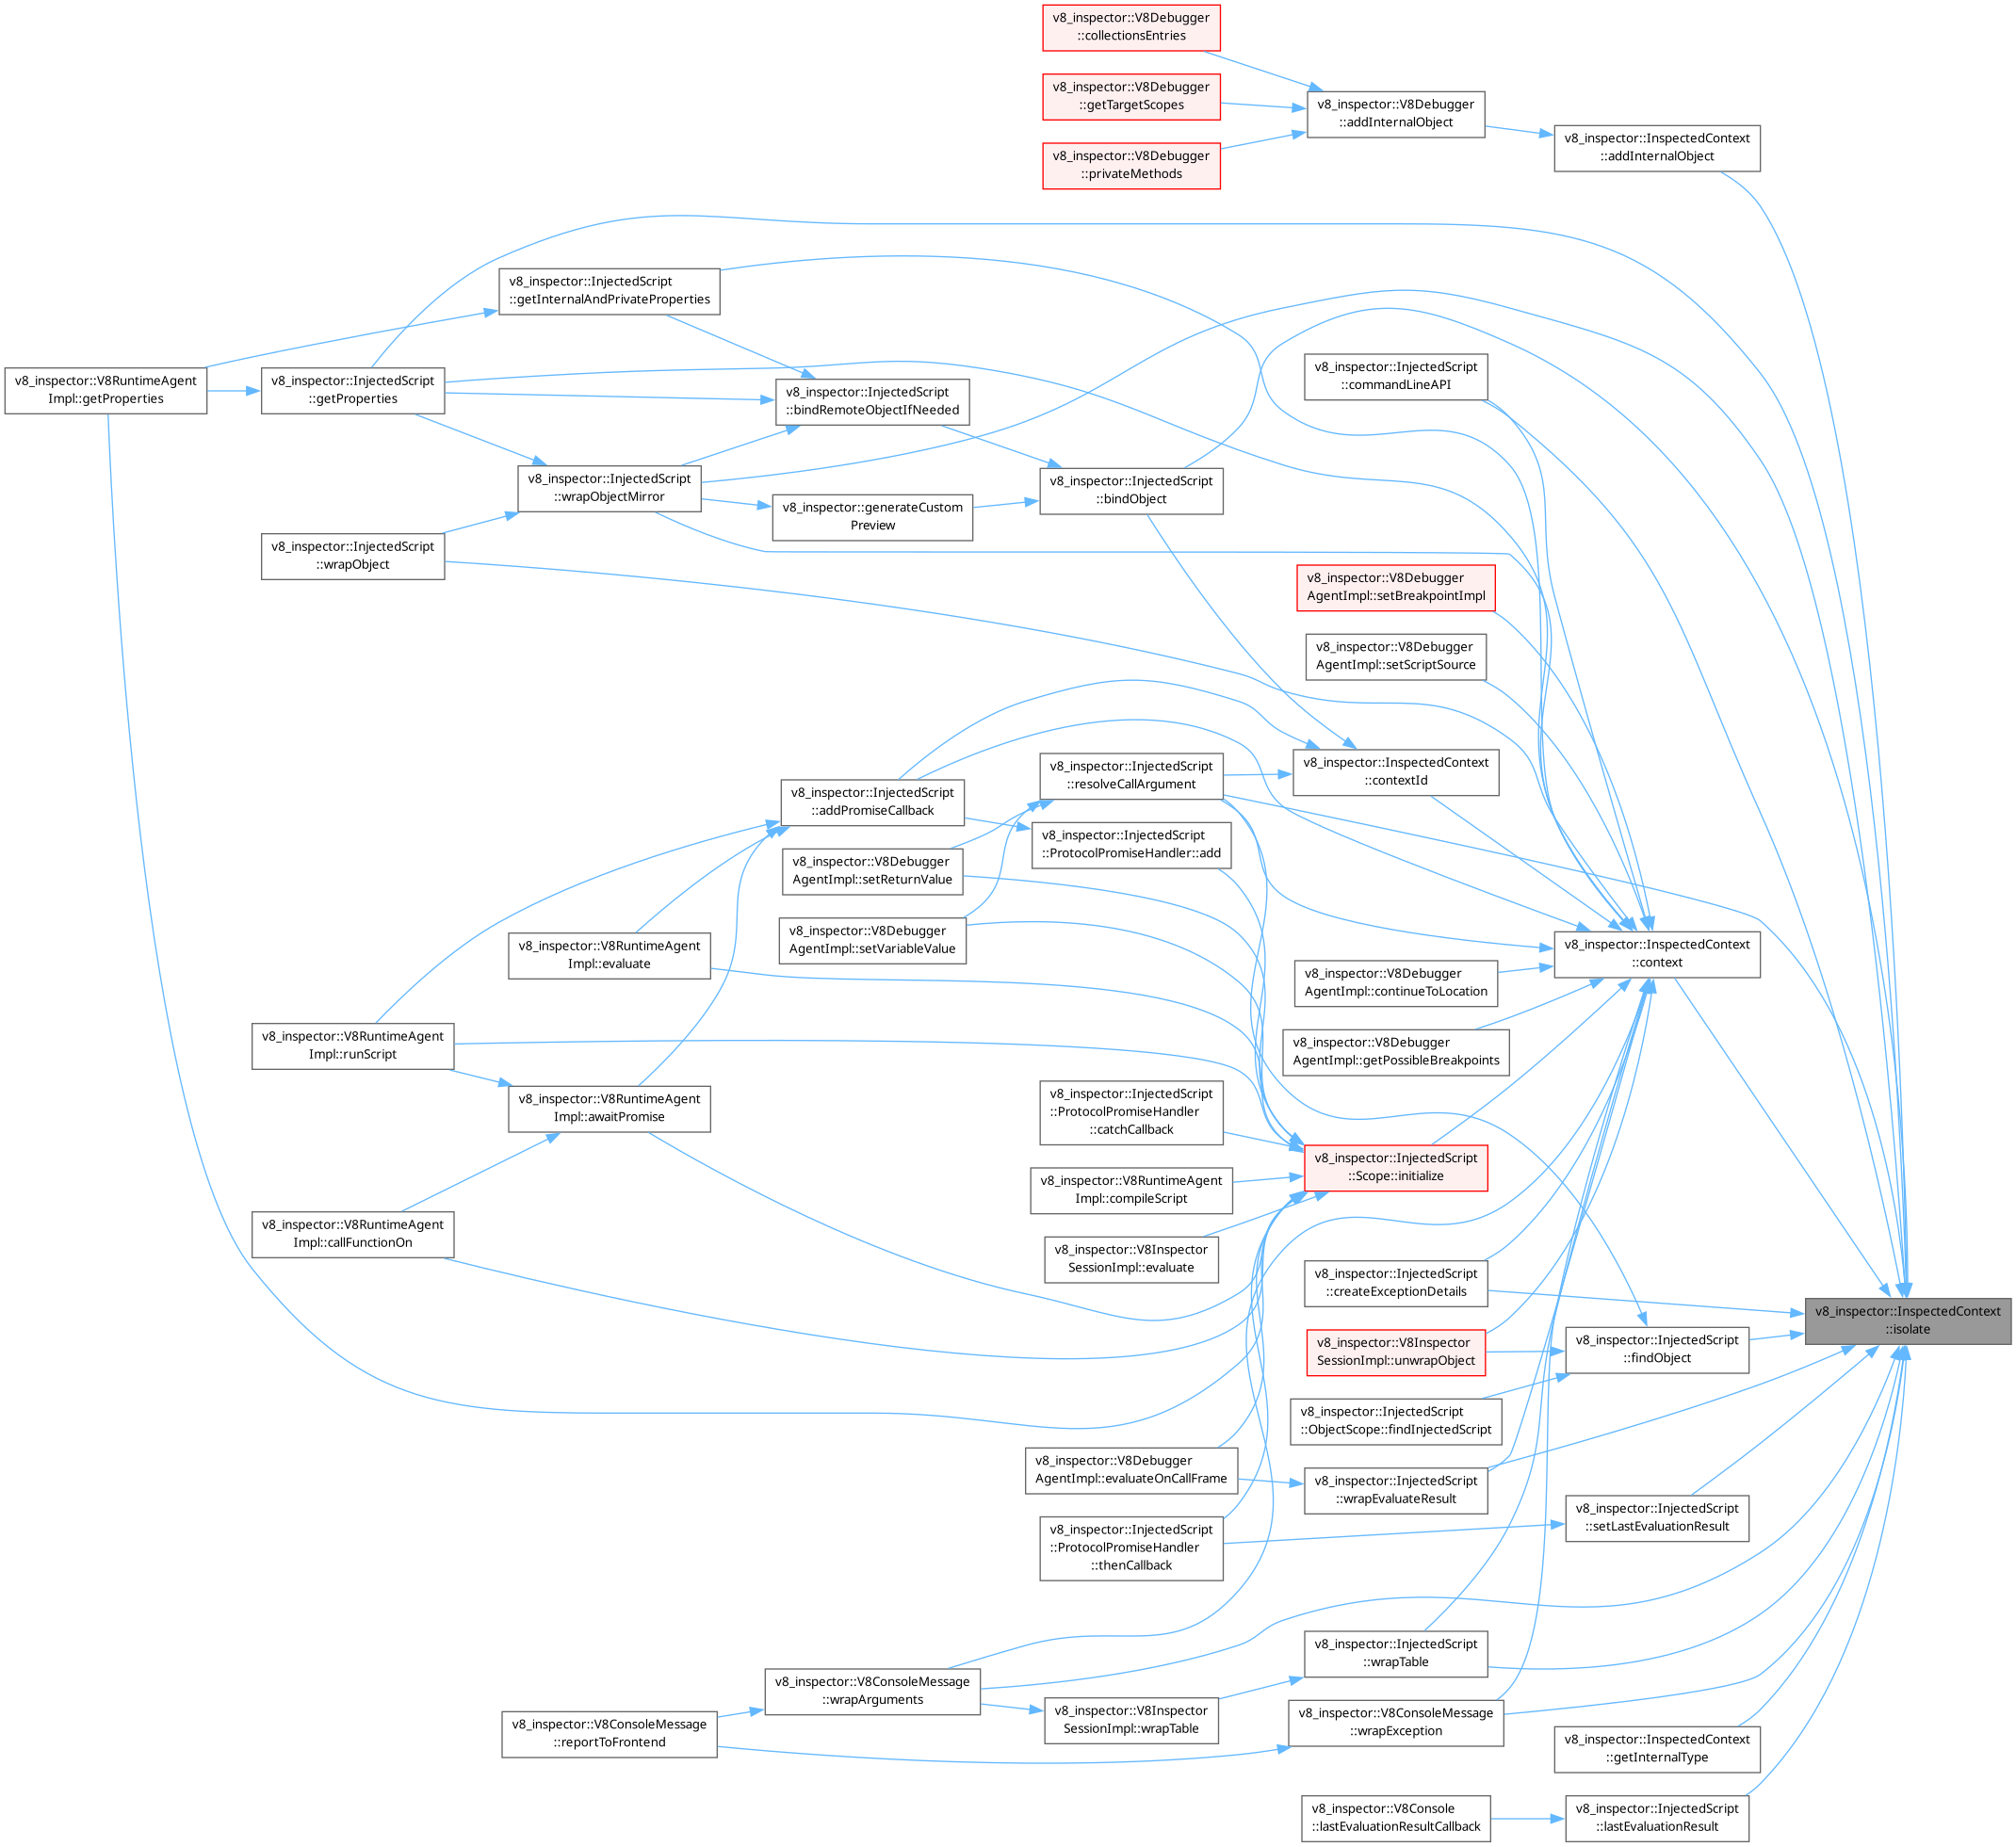 v8_inspector::V8Debugger
::collectionsEntries
v8_inspector::V8Debugger
::getTargetScopes
v8_inspector::V8Debugger
::addInternalObject
v8_inspector::InspectedContext
::addInternalObject
v8_inspector::V8Debugger
::privateMethods
v8_inspector::InjectedScript
::getInternalAndPrivateProperties
v8_inspector::V8RuntimeAgent
Impl::getProperties
v8_inspector::InjectedScript
::getProperties
v8_inspector::InjectedScript
::bindRemoteObjectIfNeeded
v8_inspector::InjectedScript
::commandLineAPI
v8_inspector::InjectedScript
::wrapObjectMirror
v8_inspector::InjectedScript
::bindObject
v8_inspector::generateCustom
Preview
v8_inspector::InjectedScript
::wrapObject
v8_inspector::V8Debugger
AgentImpl::setBreakpointImpl
v8_inspector::V8Debugger
AgentImpl::setScriptSource
v8_inspector::InjectedScript
::resolveCallArgument
v8_inspector::InspectedContext
::contextId
v8_inspector::InjectedScript
::addPromiseCallback
v8_inspector::InjectedScript
::ProtocolPromiseHandler::add
v8_inspector::V8Debugger
AgentImpl::setReturnValue
v8_inspector::V8Debugger
AgentImpl::setVariableValue
v8_inspector::V8RuntimeAgent
Impl::evaluate
v8_inspector::InspectedContext
::context
v8_inspector::V8Debugger
AgentImpl::continueToLocation
v8_inspector::V8RuntimeAgent
Impl::runScript
v8_inspector::V8Debugger
AgentImpl::getPossibleBreakpoints
v8_inspector::V8RuntimeAgent
Impl::awaitPromise
v8_inspector::InjectedScript
::ProtocolPromiseHandler
::catchCallback
v8_inspector::InjectedScript
::Scope::initialize
v8_inspector::V8RuntimeAgent
Impl::compileScript
v8_inspector::V8RuntimeAgent
Impl::callFunctionOn
v8_inspector::V8Inspector
SessionImpl::evaluate
v8_inspector::InjectedScript
::createExceptionDetails
v8_inspector::InspectedContext
::isolate
v8_inspector::V8Inspector
SessionImpl::unwrapObject
v8_inspector::InjectedScript
::findObject
v8_inspector::InjectedScript
::ObjectScope::findInjectedScript
v8_inspector::V8Debugger
AgentImpl::evaluateOnCallFrame
v8_inspector::InjectedScript
::wrapEvaluateResult
v8_inspector::InjectedScript
::setLastEvaluationResult
v8_inspector::InjectedScript
::ProtocolPromiseHandler
::thenCallback
v8_inspector::InjectedScript
::wrapTable
v8_inspector::V8ConsoleMessage
::wrapArguments
v8_inspector::V8Inspector
SessionImpl::wrapTable
v8_inspector::V8ConsoleMessage
::wrapException
v8_inspector::V8ConsoleMessage
::reportToFrontend
v8_inspector::InspectedContext
::getInternalType
v8_inspector::V8Console
::lastEvaluationResultCallback
v8_inspector::InjectedScript
::lastEvaluationResult